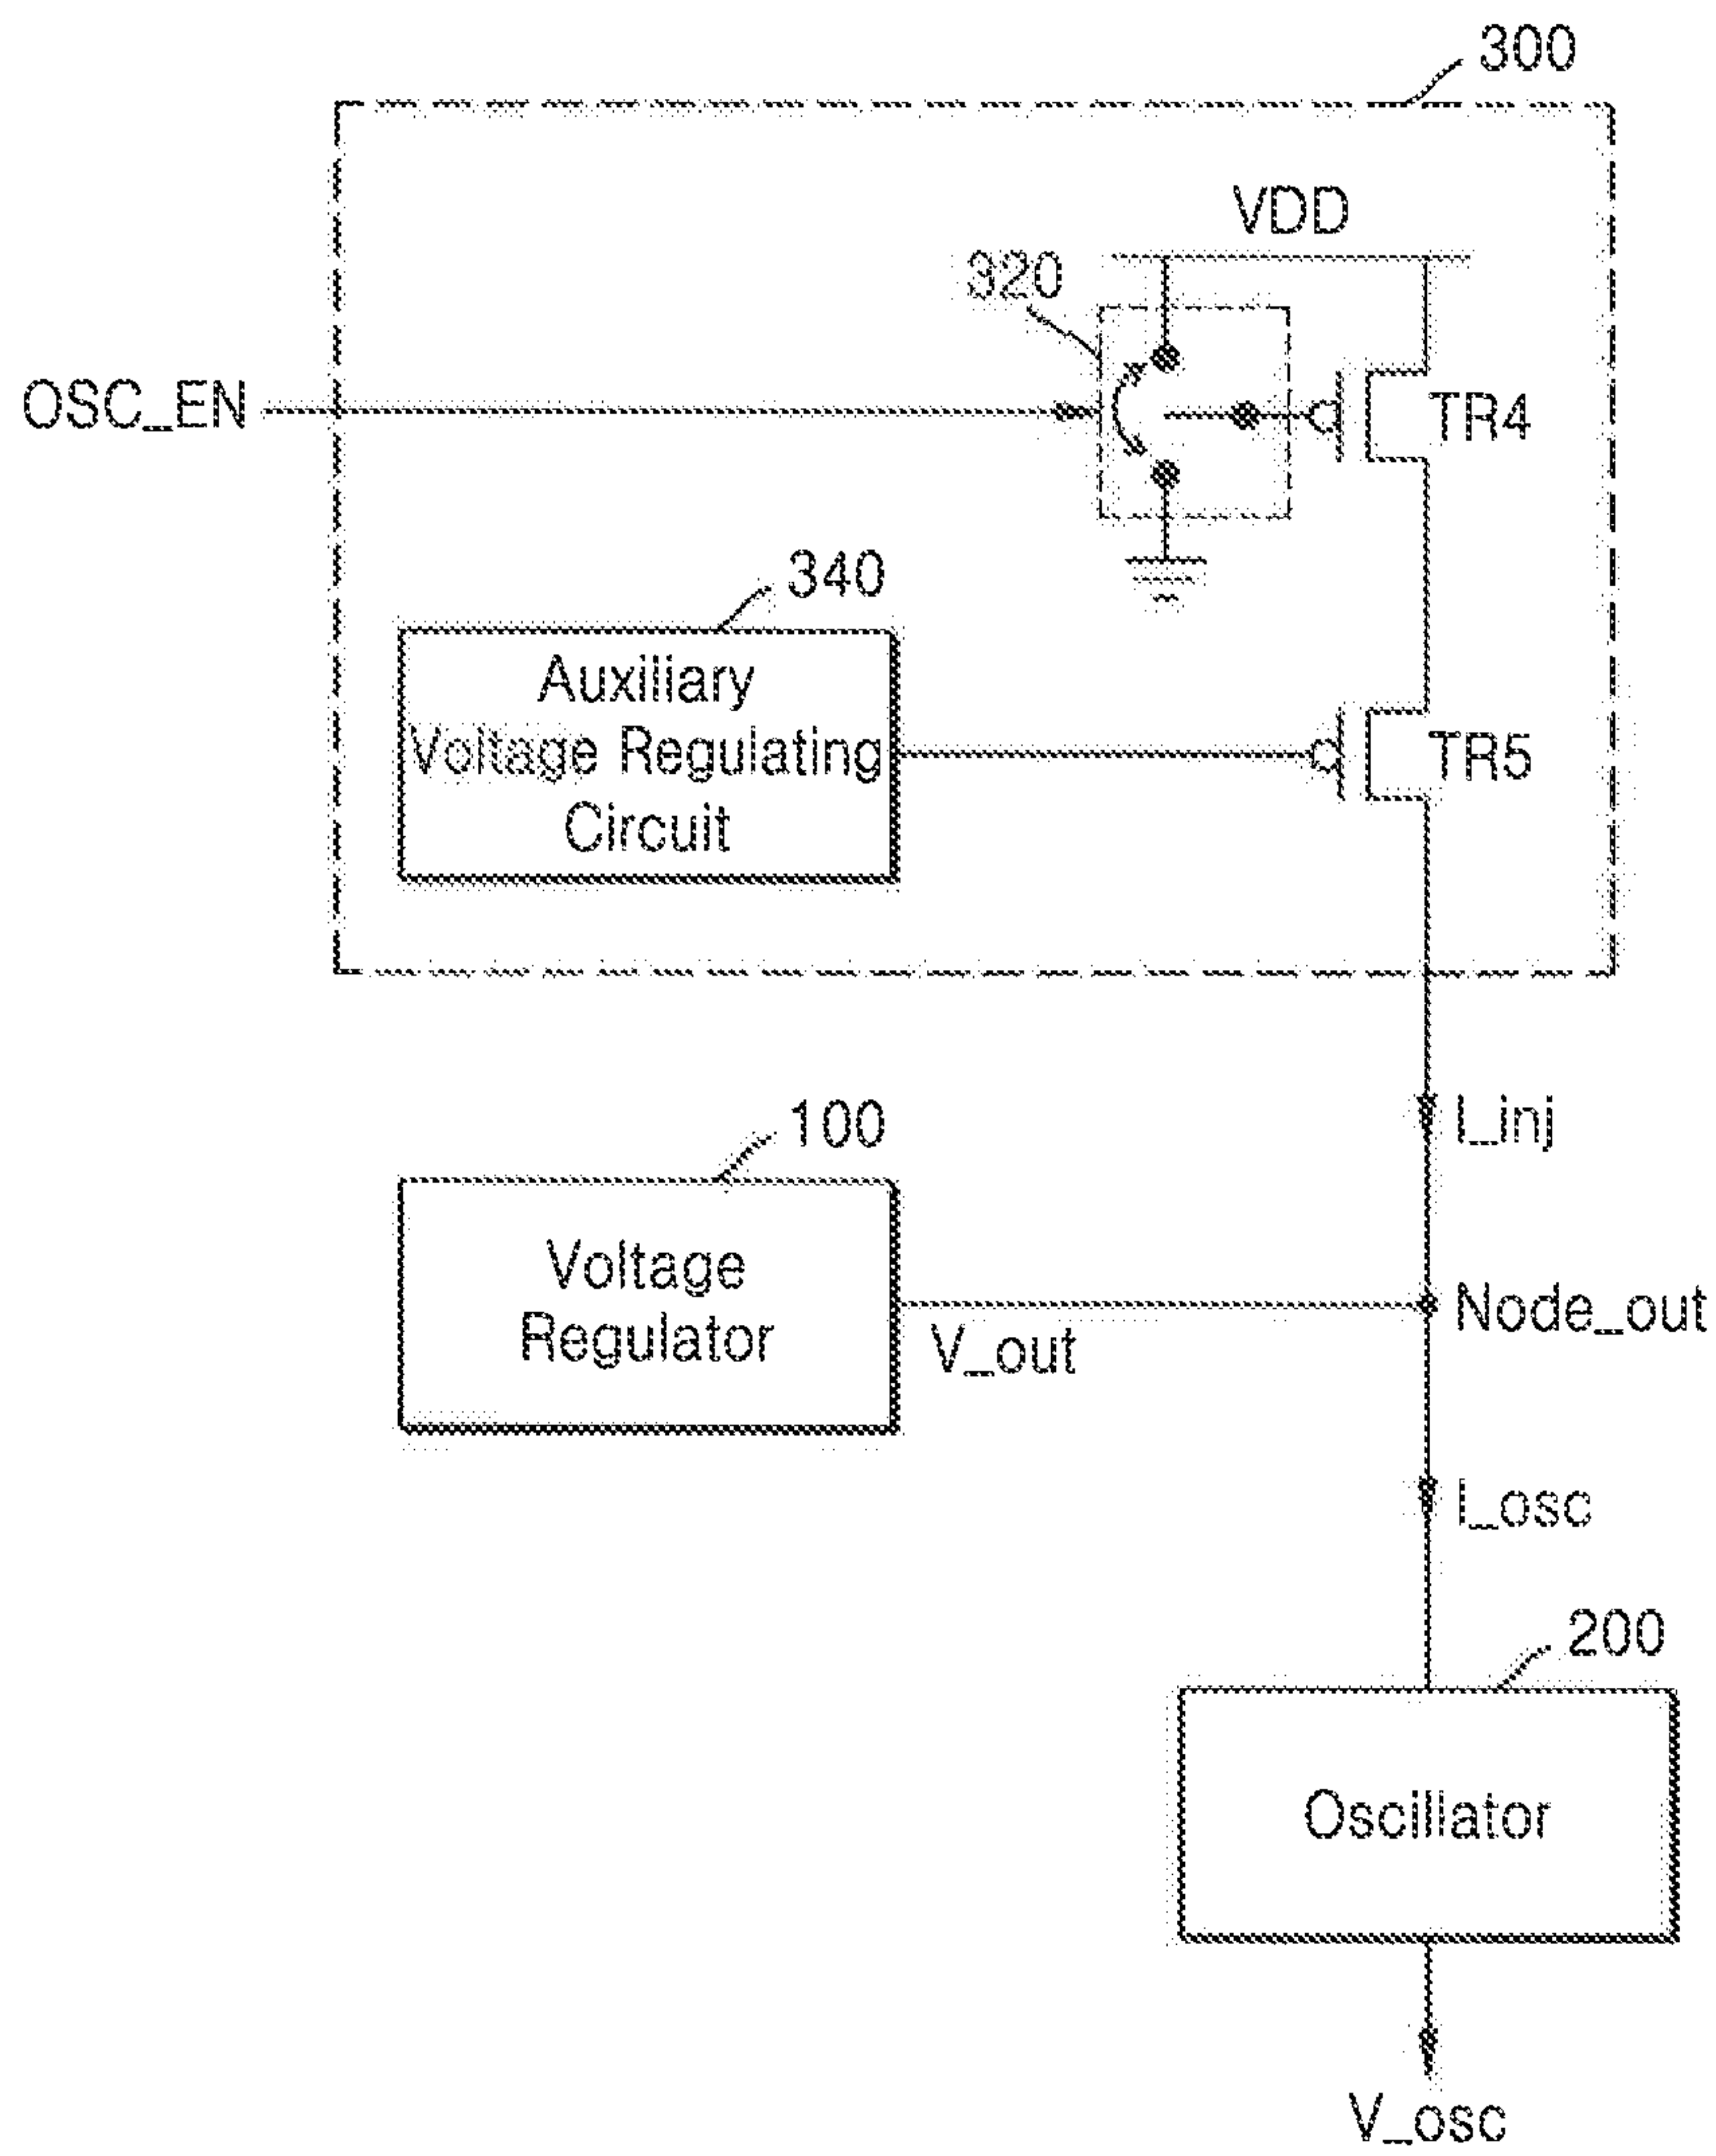 300
VDD
320
OSC_EN
TR4
340
Auxiliary
Voltage Regulating
Circuit
TR5
I_inj
100
Voltage
Regulator
V_out
Node_out
I_osc
200
Oscillator
V_osc